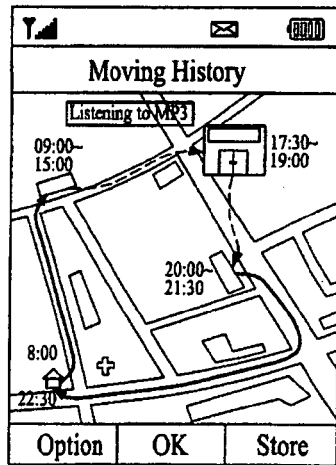 Moving History
Listening to MP3
09:00~
15:00
17:30~
19:00
20:00~
21:30
8:00
22:30
Option OK Store